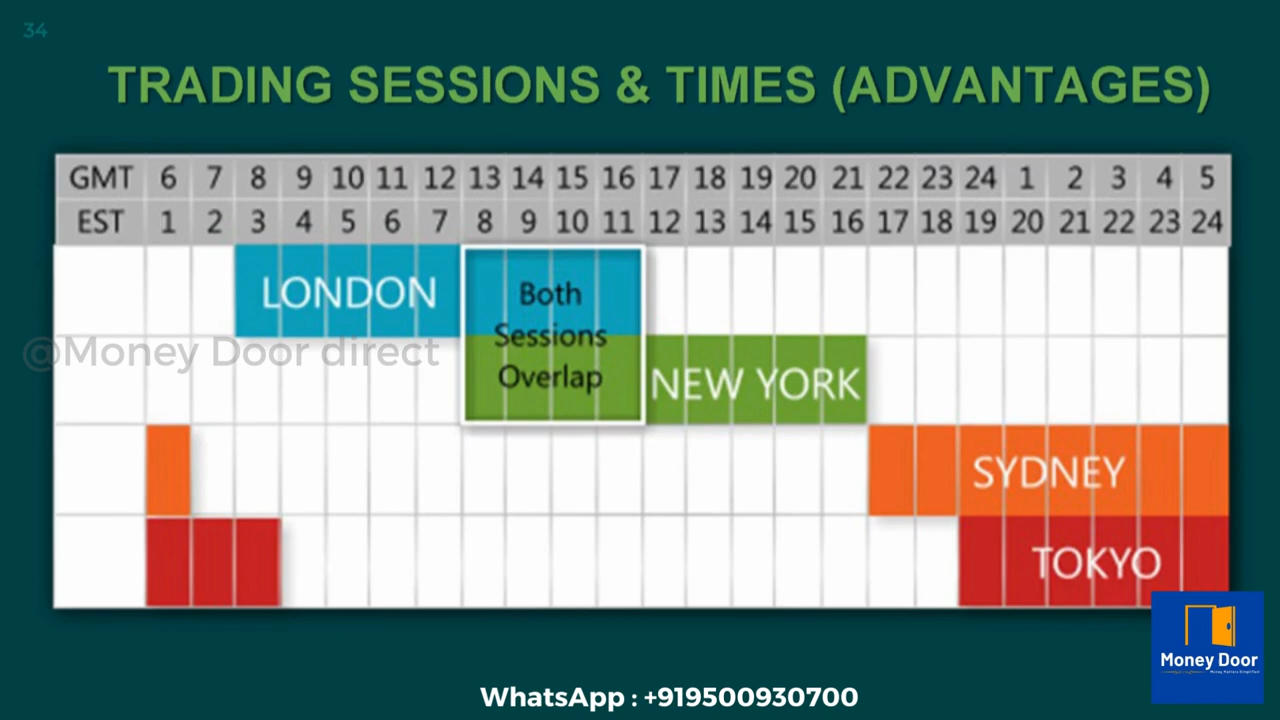 34
TRADING SESSIONS & TIMES (ADVANTAGES)
GMT 6 7 8 9 10 11 12 13 14 15 16 17 18 19 20 21 22 23 24 1 2 3 4 5
EST 1 2 3 4 5 6 7 8 9 10 11 12 13 14 15 16 17 18 19 20 21 22 23 24
LONDON
Both
Sessions
Overlap
@Money Door direct
NEW YORK
SYDNEY
TOKYO
Money Door
WhatsApp : +919500930700